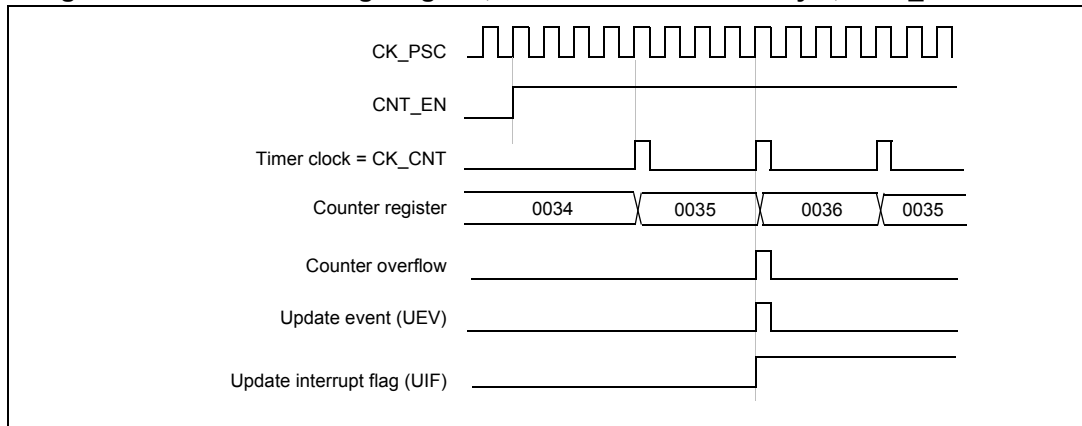 CK_PSC
CNT_EN
Timer clock = CK_CNT
Counter register 0034 0035 0036 0035
Counter overflow
Update event (UEV)
Update interrupt flag (UIF)